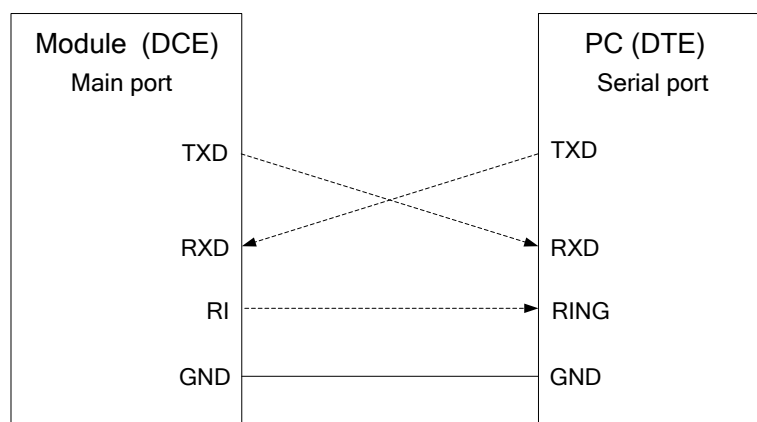 Module (DCE)
Main port
TXD
RXD
RI
GND
PC (DTE)
Serial port
TXD
RXD
RING
GND